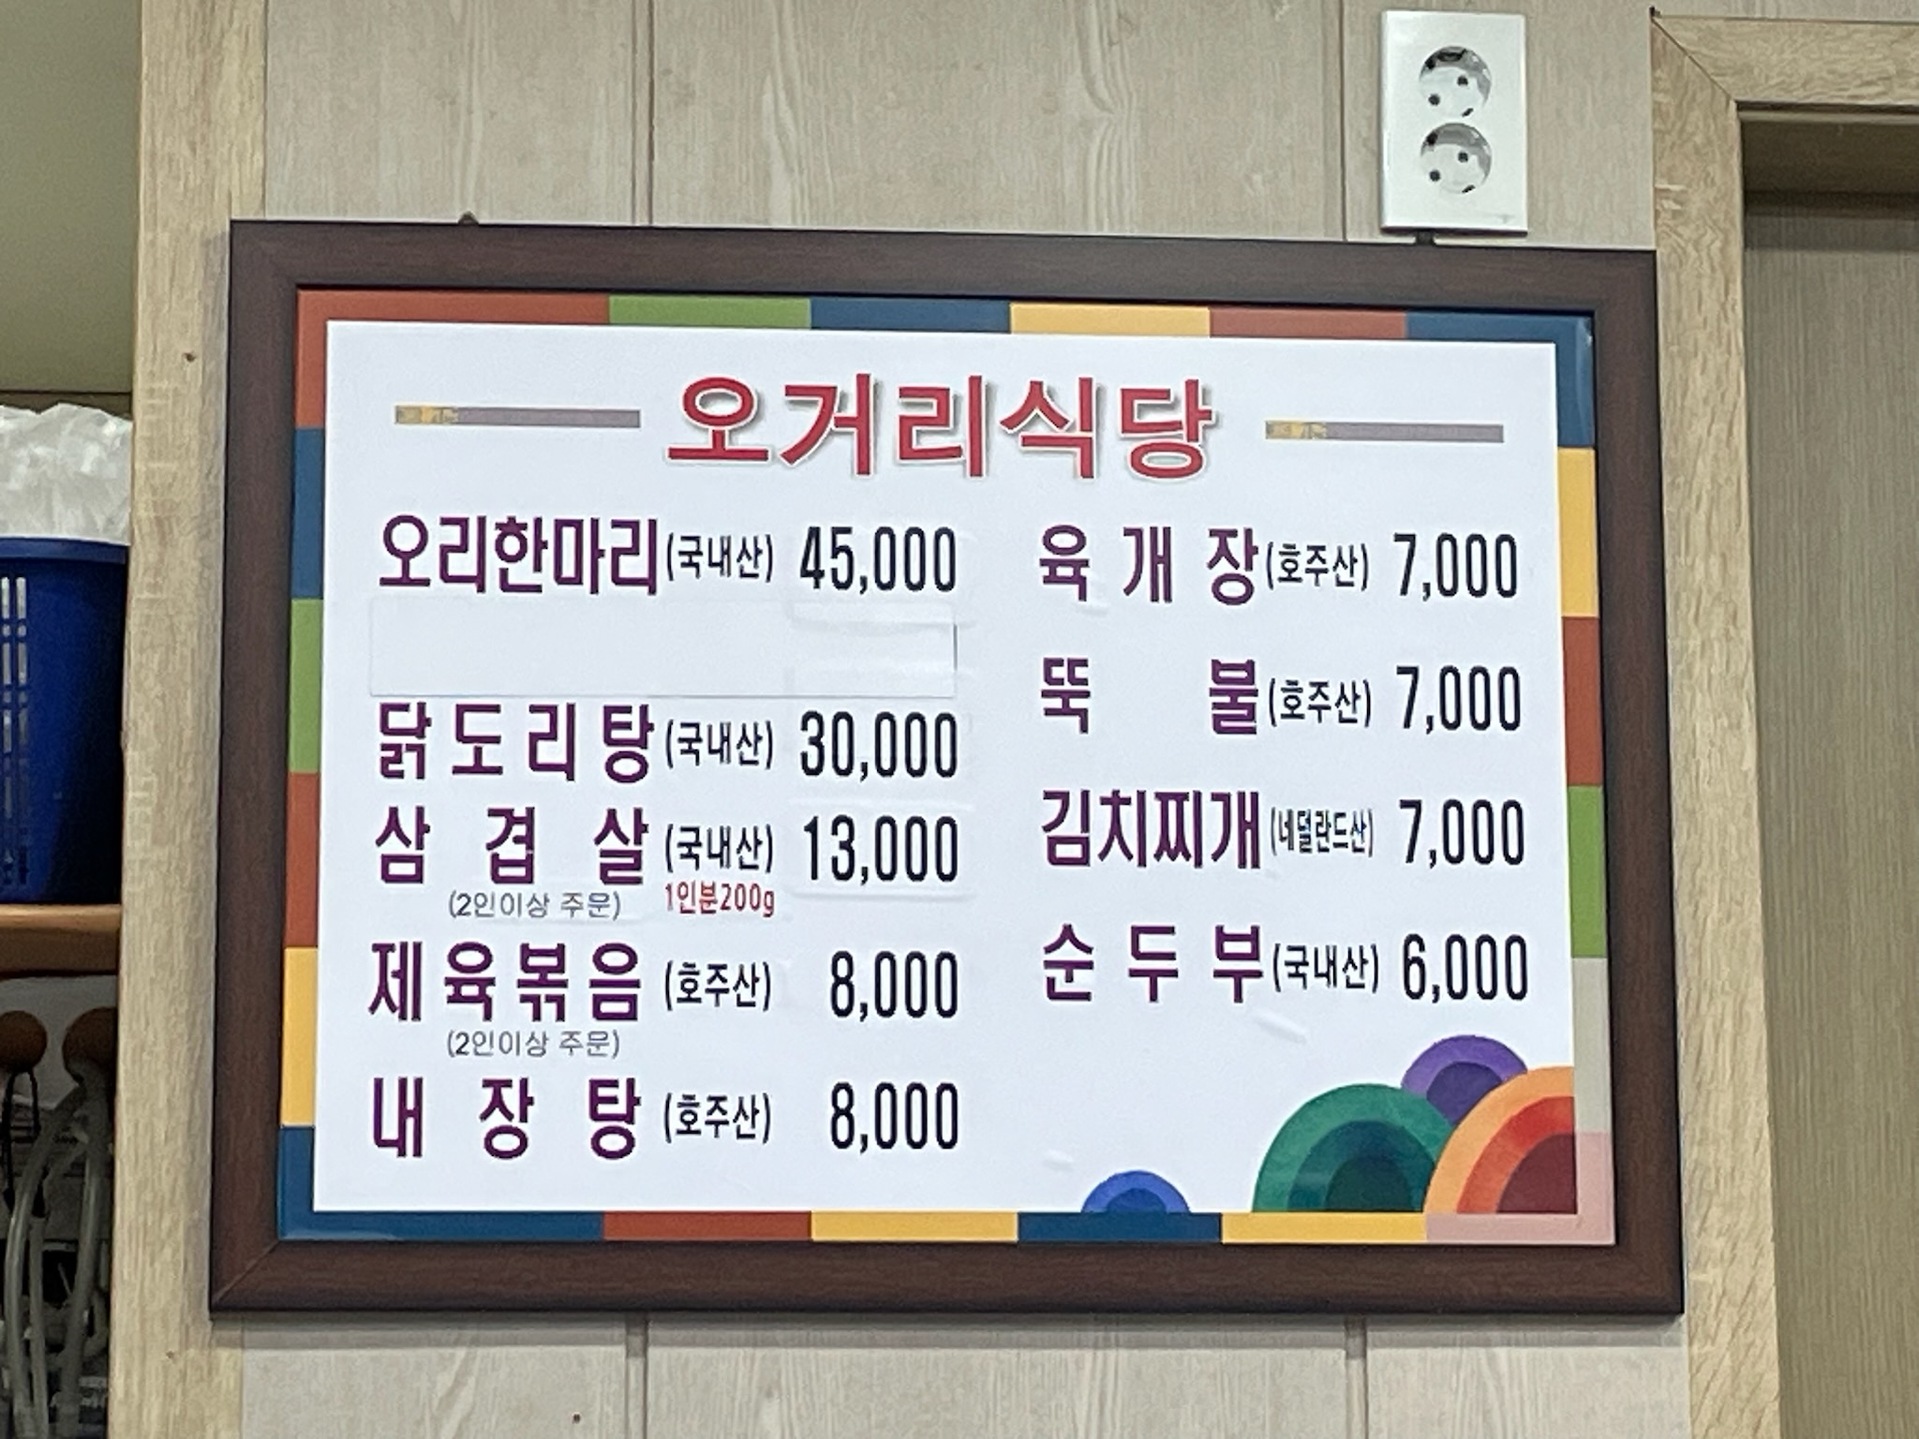 오거리식당
오리한마리(국내산) 45,000
닭도리탕(국내산) 30,000
삼겹살(국내산) 13,000
(2인이상 주문) 1인분200g
제육볶음(호주산) 8,000
(2인이상 주문)
내장탕(호주산) 8,000
육개장(호주산) 7,000
뚝불(호주산) 7,000
김치찌개(네덜란드산) 7,000
순두부(국내산) 6,000